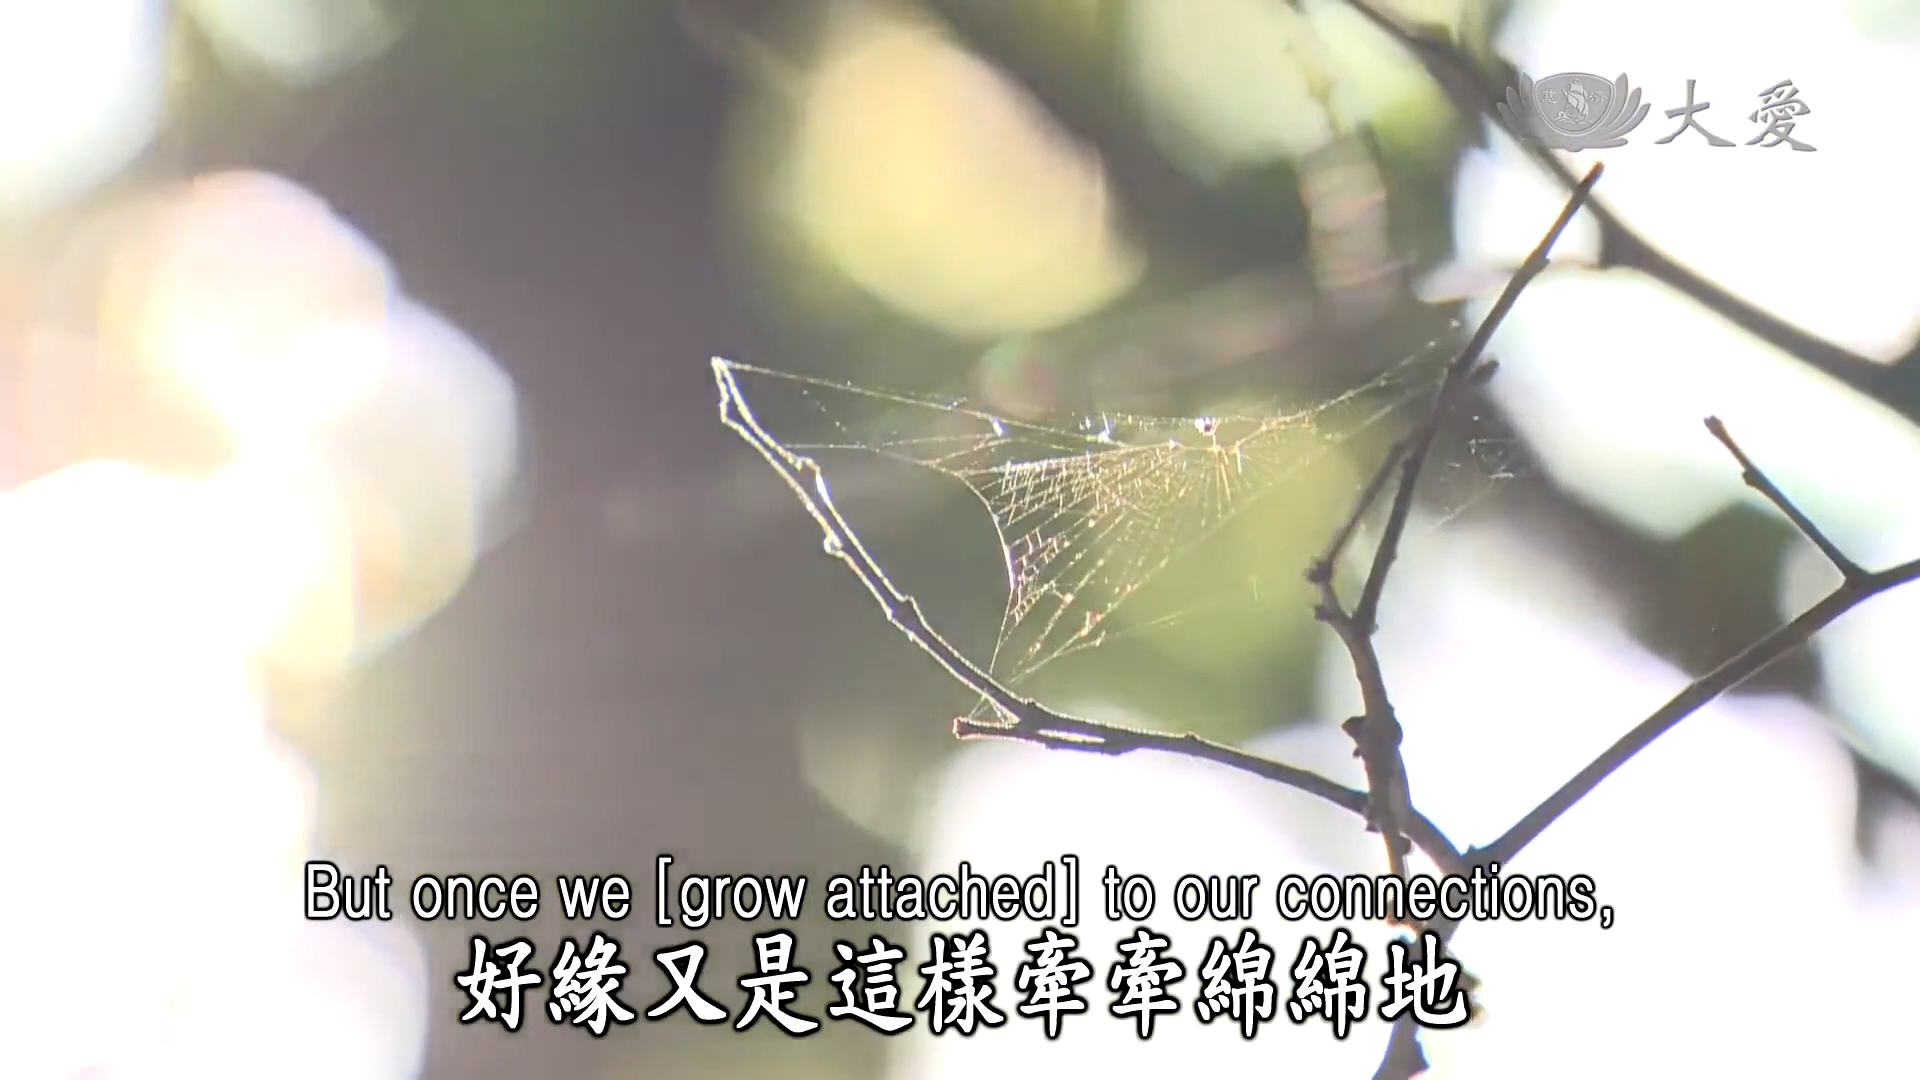 大愛
But once we [grow attached] to our connections,
好緣又是這樣牽牽綿綿地